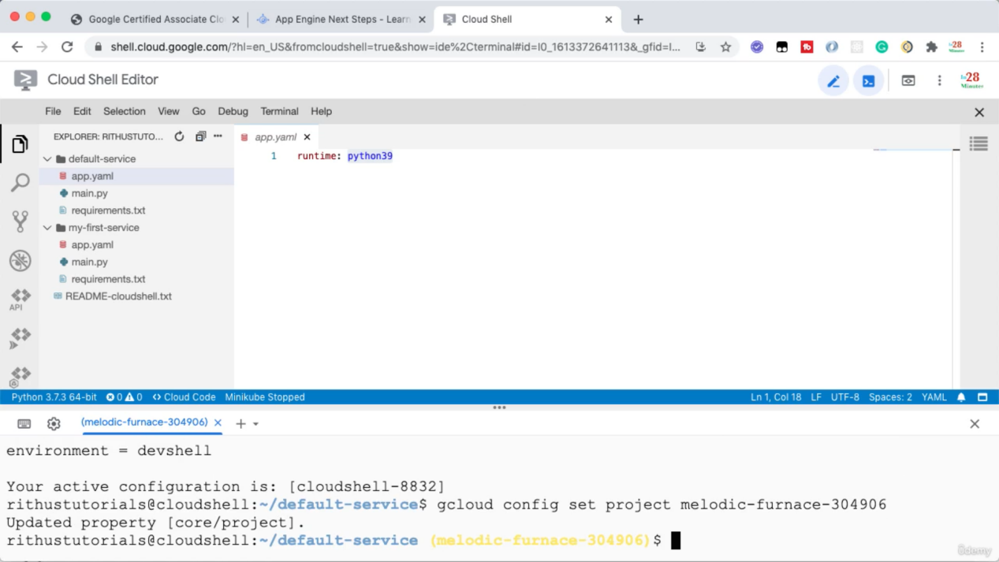 Google Certified Associate Clo
App Engine Next Steps - Learn
Cloud Shell
shell.cloud.google.com/?hl=en_US&fromcloudshell=true&show=ide%2Cterminal#id=I0_1613372641113&_gfid=I...
in28
Minutes
Cloud Shell Editor
in28
Minutes
File Edit Selection View Go Debug Terminal Help
EXPLORER: RITHUSTUTO...
app.yaml
default-service
app.yaml
main.py
requirements.txt
my-first-service
app.yaml
main.py
requirements.txt
README-cloudshell.txt
API
1 runtime: python39
Python 3.7.3 64-bit 0 0 <> Cloud Code Minikube Stopped Ln 1, Col 18 LF UTF-8 Spaces: 2 YAML
(melodic-furnace-304906)
environment = devshell
Your active configuration is: [cloudshell-8832]
rithustutorials@cloudshell:~/default-service$ gcloud config set project melodic-furnace-304906
Updated property [core/project].
rithustutorials@cloudshell:~/default-service (melodic-furnace-304906)$
ûdemy